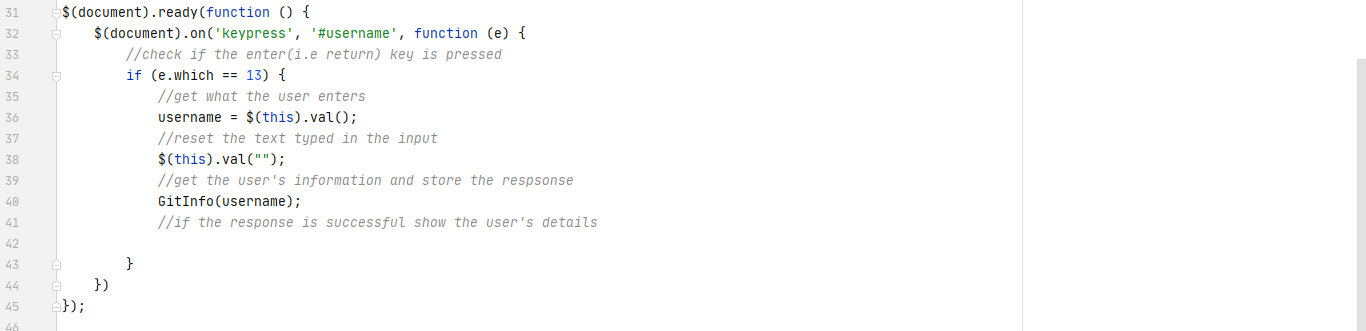 31 $(document).ready(function () {
32     $(document).on('keypress', '#username', function (e) {
33         //check if the enter(i.e return) key is pressed
34         if (e.which == 13) {
35             //get what the user enters
36             username = $(this).val();
37             //reset the text typed in the input
38             $(this).val("");
39             //get the user's information and store the respsonse
40             GitInfo(username);
41             //if the response is successful show the user's details
42
43         }
44     })
45 });
46